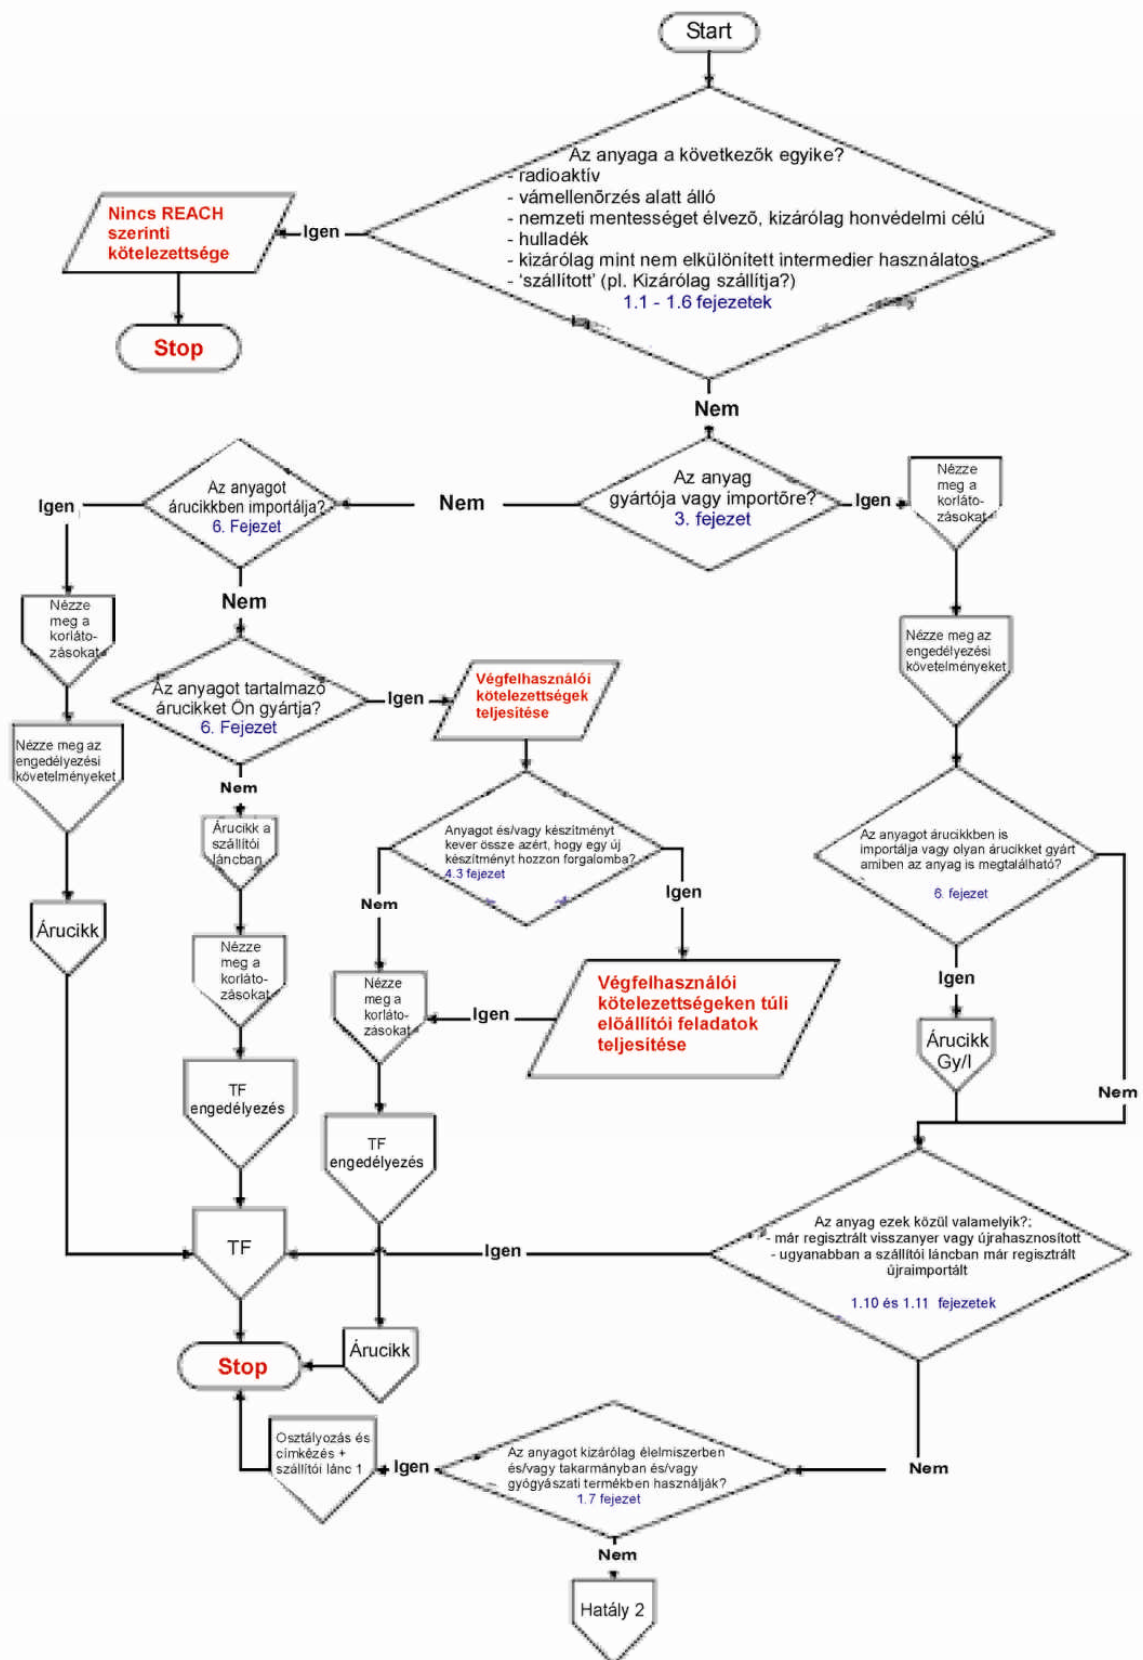 Start
Az anyaga a következõk egyike?
- radioaktív
- vámellenõrzés alatt álló
- nemzeti mentességet élvezõ, kizárólag honvédelmi célú
- hulladék
- kizárólag mint nem elkülönített intermedier használatos
- ‘szállított’ (pl. Kizárólag szállítja?)
1.1 - 1.6 fejezetek
Igen
Nincs REACH
szerinti
kötelezettsége
Stop
Nem
Az anyag
gyártója vagy importõre?
3. fejezet
Igen
Nézze
meg a
korláto-
zásokat
Nem
Az anyagot
árucikkben importálja?
6. Fejezet
Igen
Nézze
meg a
korláto-
zásokat
Nem
Nézze meg az
engedélyezési
követelményeket
Az anyagot tartalmazó
árucikket Ön gyártja?
6. Fejezet
Igen
Végfelhasználói
kötelezettségek
teljesítése
Nézze meg az
engedélyezési
követelményeket
Nem
Árucikk a
szállítói
láncban
Anyagot és/vagy készítményt
kever össze azért, hogy egy új
készítményt hozzon forgalomba?
4.3 fejezet
Az anyagot árucikkben is
importálja vagy olyan árucikket gyárt
amiben az anyag is megtalálható?
6. fejezet
Nem
Igen
Árucikk
Nézze
meg a
korláto-
zásokat
Nézze
meg a
korláto-
zásokat
Igen
Végfelhasználói
kötelezettségeken túli
elõállítói feladatok
teljesítése
Igen
Árucikk
Gy/I
Nem
TF
engedélyezés
TF
engedélyezés
Az anyag ezek közül valamelyik?;
- már regisztrált visszanyer vagy újrahasznosított
- ugyanabban a szállítói láncban már regisztrált
újraimportált
1.10 és 1.11 fejezetek
Igen
TF
Stop
Árucikk
Nem
Az anyagot kizárólag élelmiszerben
és/vagy takarmányban és/vagy
gyógyászati termékben használják?
1.7 fejezet
Igen
Osztályozás és
címkézés +
szállítói lánc 1
Nem
Hatály 2